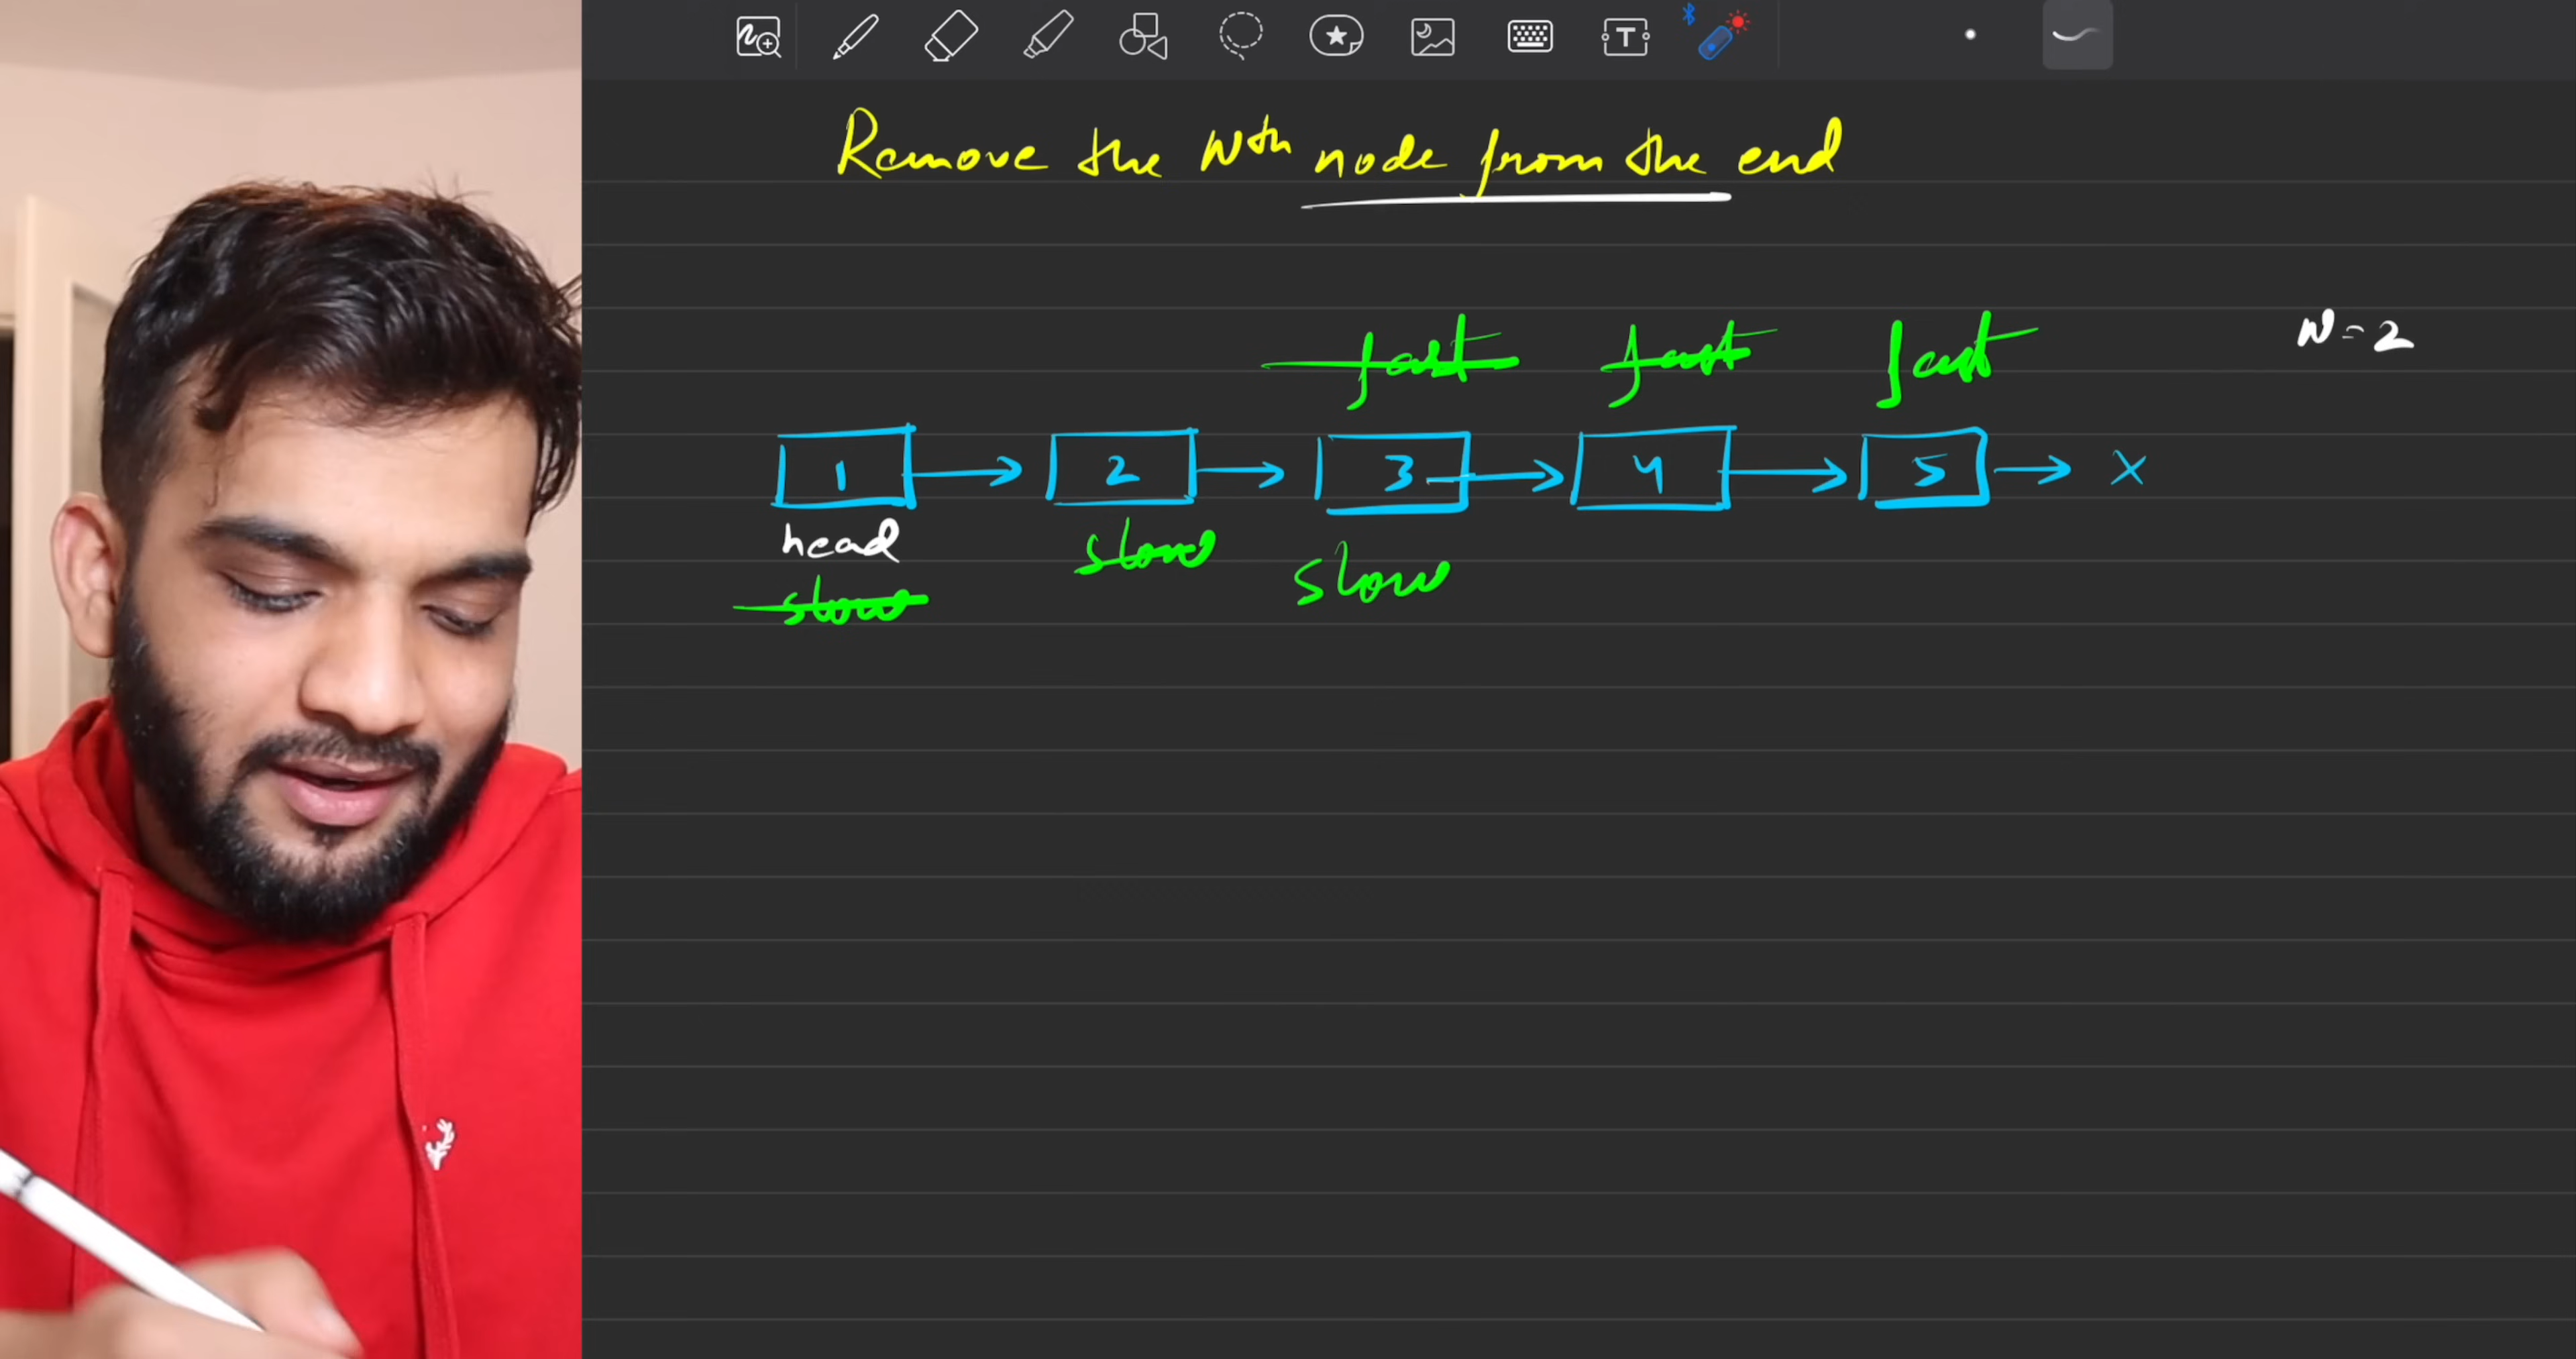 Remove the Nth node from the end
N = 2
fast fast fast
1 → 2 → 3 → 4 → 5 → X
head slow slow
slow